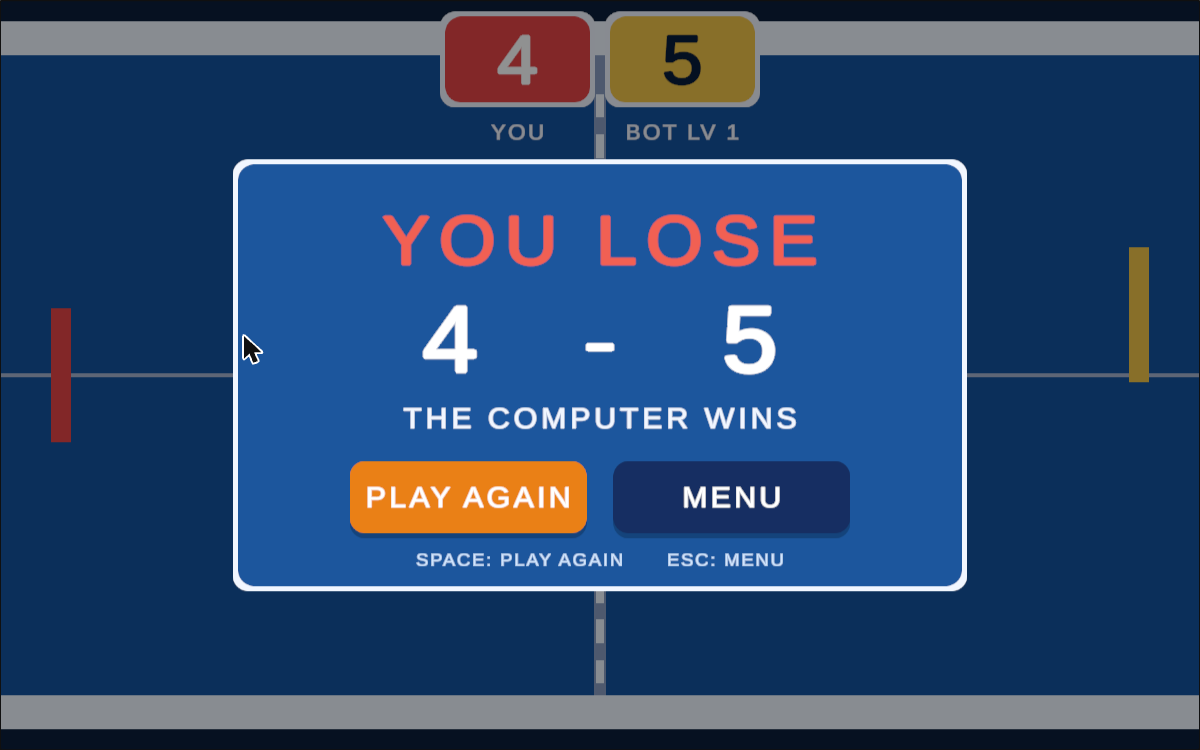 4 5
YOU BOT LV 1
YOU LOSE
4 - 5
THE COMPUTER WINS
PLAY AGAIN MENU
SPACE: PLAY AGAIN ESC: MENU